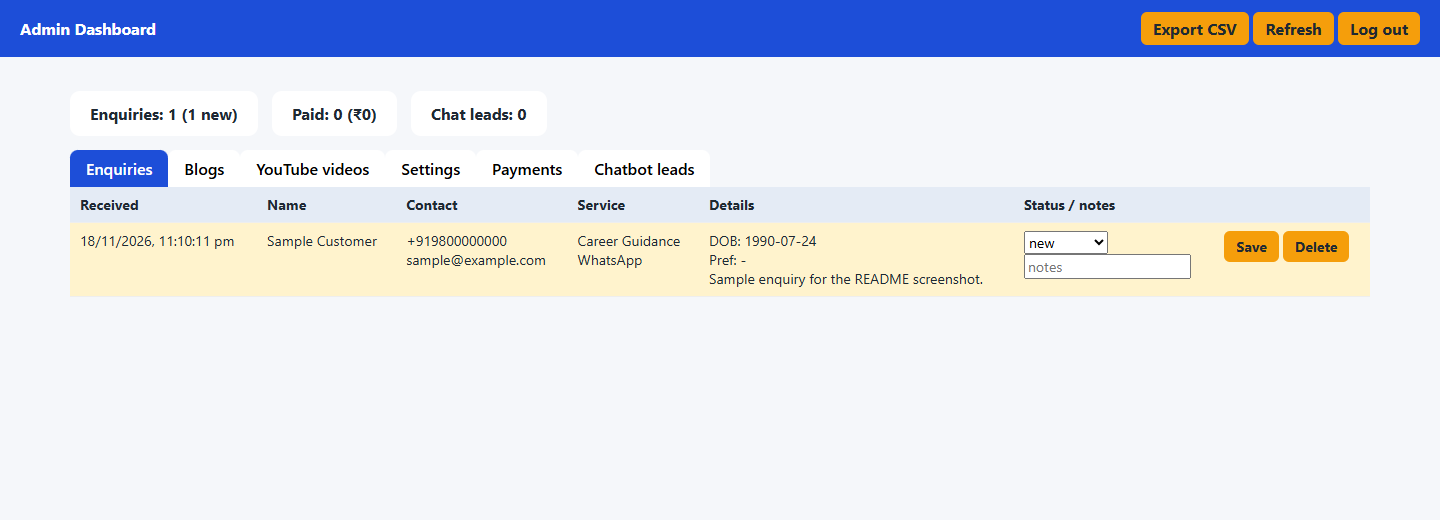 Admin Dashboard
Export CSV Refresh Log out
Enquiries: 1 (1 new) Paid: 0 (₹0) Chat leads: 0
Enquiries Blogs YouTube videos Settings Payments Chatbot leads
Received Name Contact Service Details Status / notes
18/11/2026, 11:10:11 pm Sample Customer +919800000000 Career Guidance DOB: 1990-07-24 new Save Delete
sample@example.com WhatsApp Pref: - notes
Sample enquiry for the README screenshot.